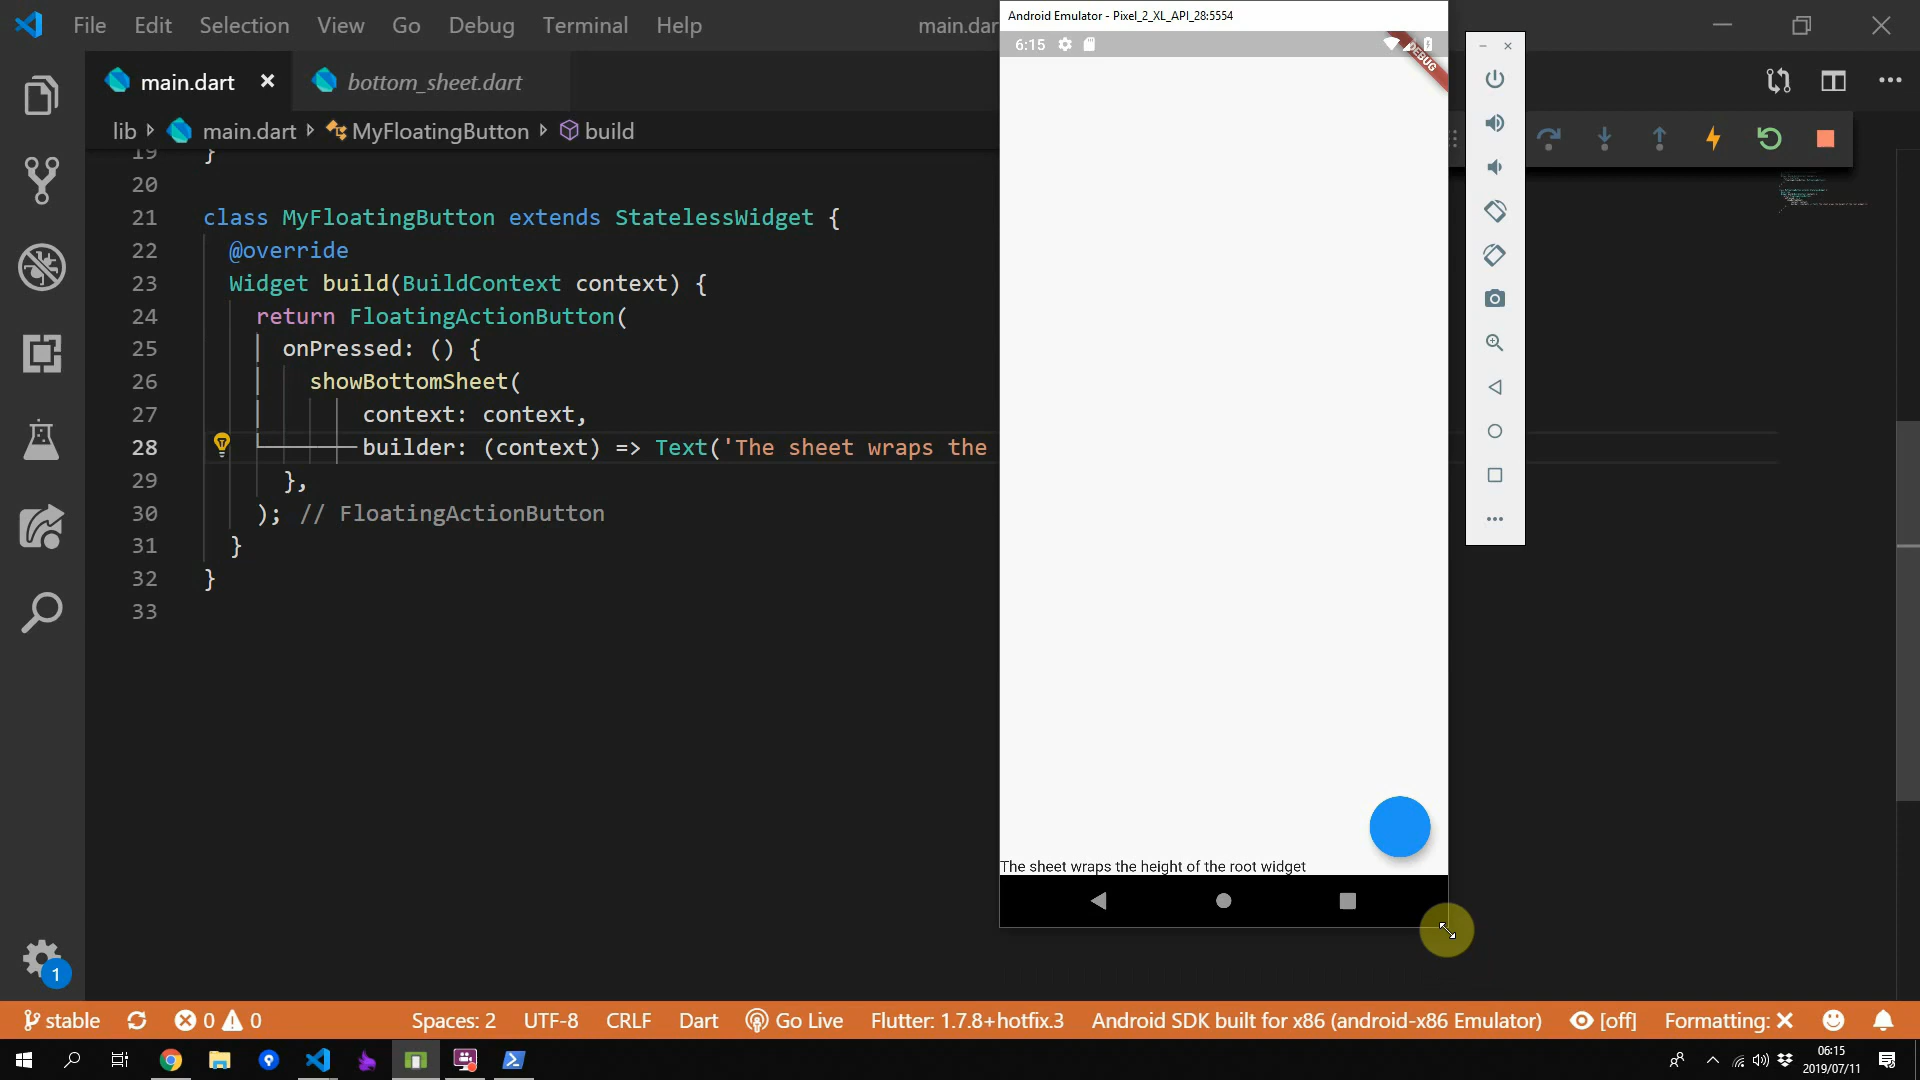 File Edit Selection View Go Debug Terminal Help
main.dar
main.dart
bottom_sheet.dart
lib main.dart MyFloatingButton build
19 }
20
21 class MyFloatingButton extends StatelessWidget {
22 @override
23 Widget build(BuildContext context) {
24 return FloatingActionButton(
25 onPressed: () {
26 showBottomSheet(
27 context: context,
28 builder: (context) => Text('The sheet wraps the
29 },
30 ); // FloatingActionButton
31 }
32 }
33
Android Emulator - Pixel_2_XL_API_28:5554
6:15
DEBUG
The sheet wraps the height of the root widget
1
stable 0 0 Spaces: 2 UTF-8 CRLF Dart Go Live Flutter: 1.7.8+hotfix.3 Android SDK built for x86 (android-x86 Emulator) [off] Formatting: ✕
06:15
2019/07/11